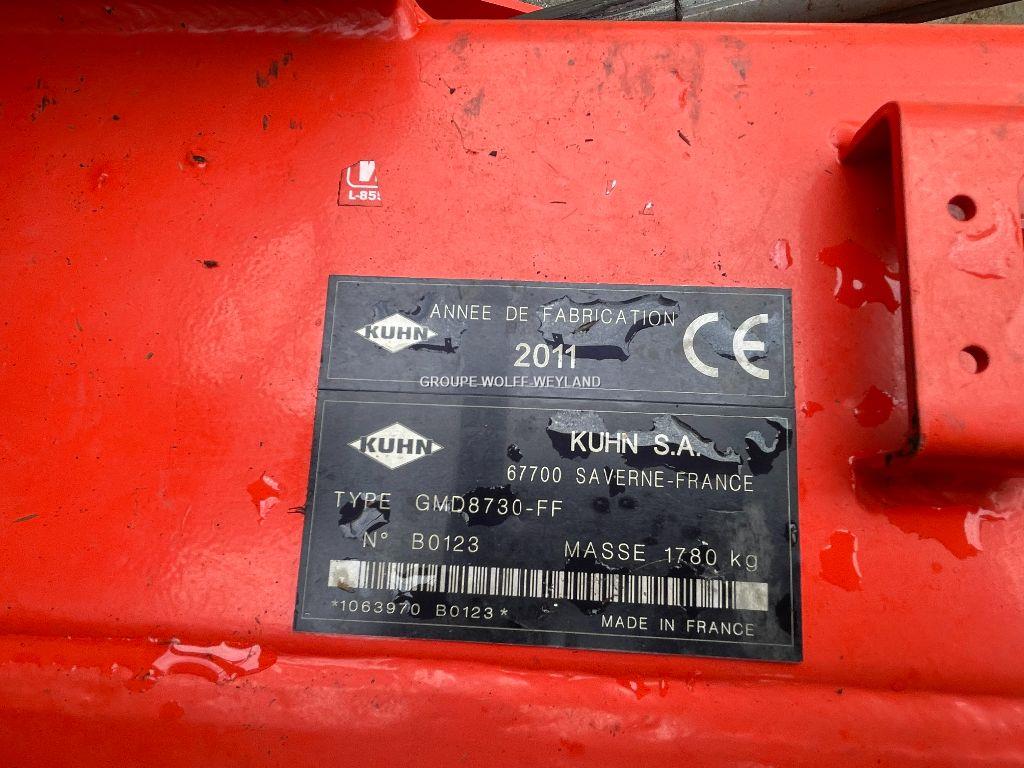 L-85
KUHN
ANNEE DE FABRICATION
2011
CE
GROUPE WOLFF WEYLAND
KUHN
KUHN S.A.
67700 SAVERNE-FRANCE
TYPE GMD8730-FF
N° B0123 MASSE 1780 kg
*1063970 B0123*
MADE IN FRANCE